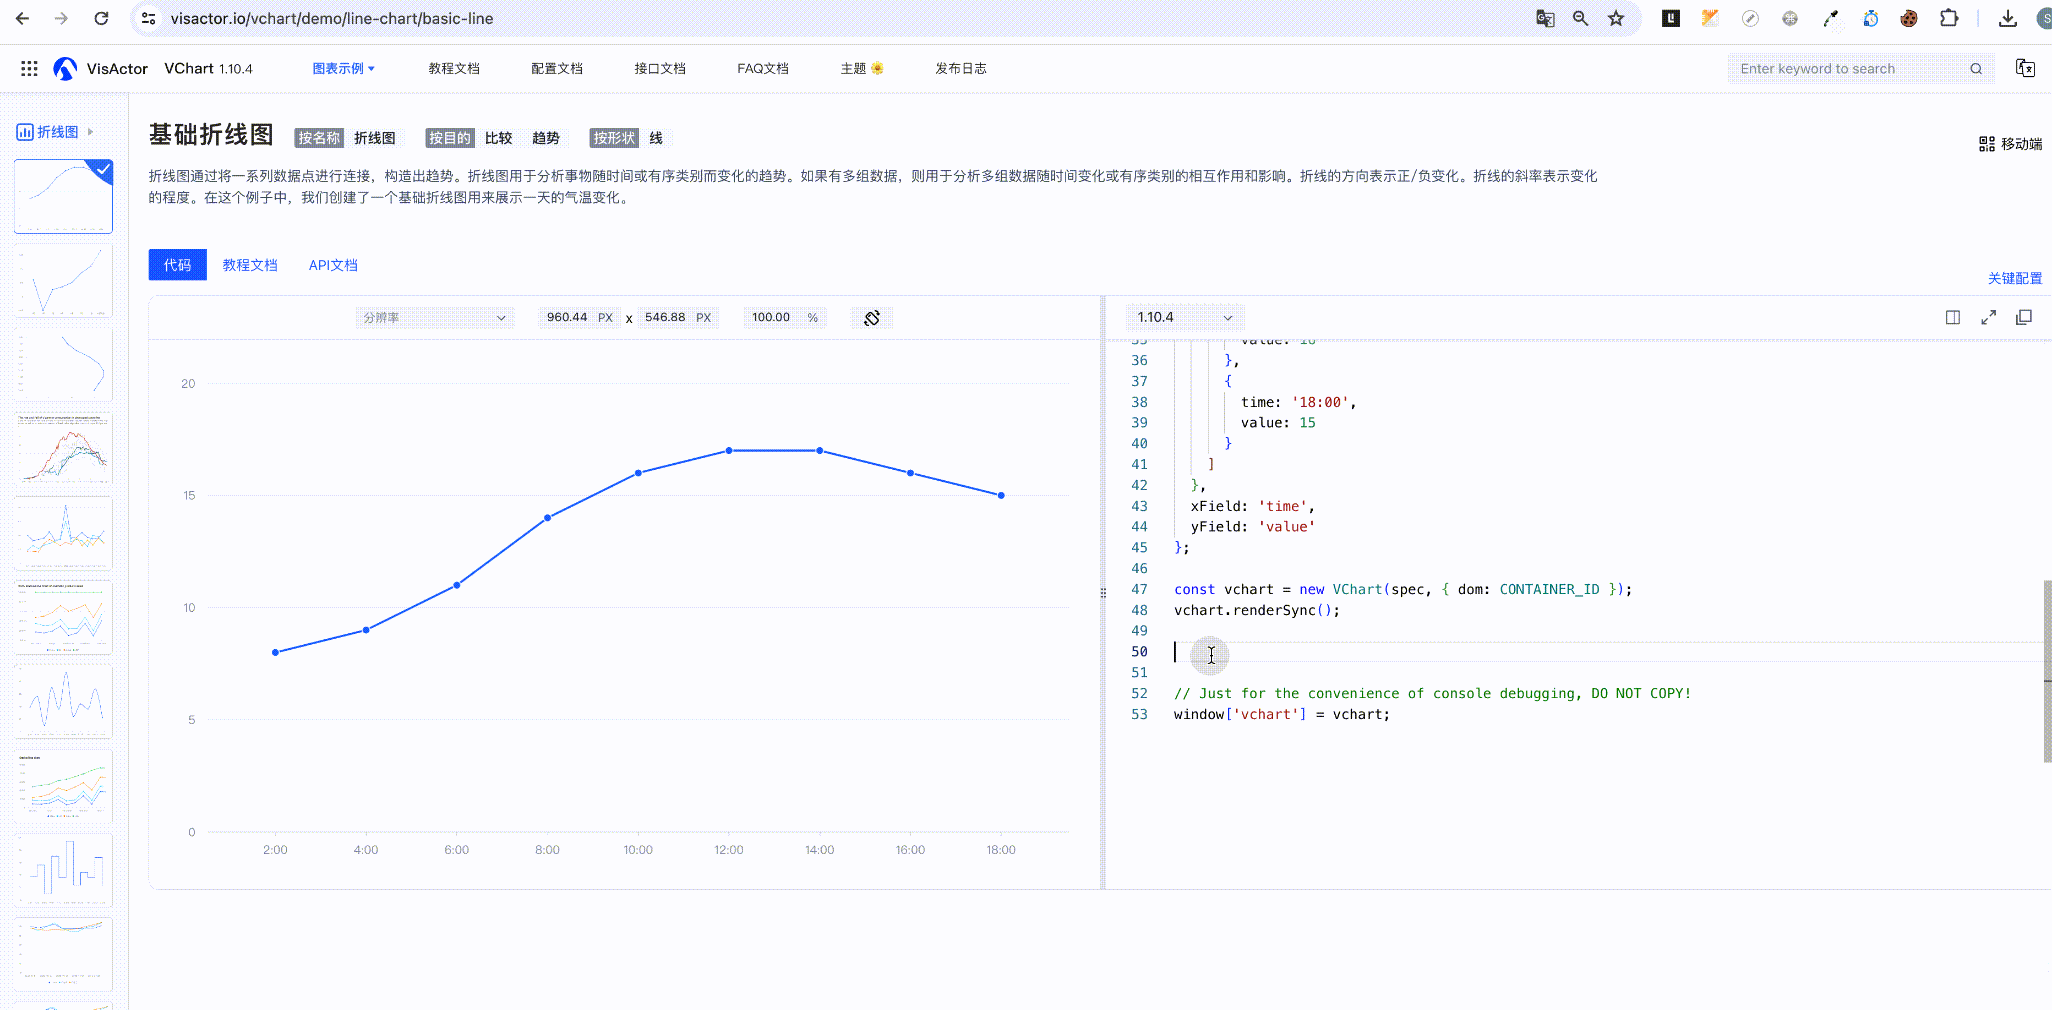 visactor.io/vchart/demo/line-chart/basic-line
VisActor VChart 1.10.4 图表示例 教程文档 配置文档 接口文档 FAQ文档 主题 发布日志 Enter keyword to search
折线图
基础折线图 按名称 折线图 按目的 比较 趋势 按形状 线
移动端
折线图通过将一系列数据点进行连接，构造出趋势。折线图用于分析事物随时间或有序类别而变化的趋势。如果有多组数据，则用于分析多组数据随时间变化或有序类别的相互作用和影响。折线的方向表示正/负变化。折线的斜率表示变化
的程度。在这个例子中，我们创建了一个基础折线图用来展示一天的气温变化。
代码 教程文档 API文档
关键配置
分辨率 960.44 PX x 546.88 PX 100.00 %
20
15
10
5
0
2:00 4:00 6:00 8:00 10:00 12:00 14:00 16:00 18:00
1.10.4
35 value: 16
36 },
37 {
38 time: '18:00',
39 value: 15
40 }
41 ]
42 },
43 xField: 'time',
44 yField: 'value'
45 };
46
47 const vchart = new VChart(spec, { dom: CONTAINER_ID });
48 vchart.renderSync();
49
50
51
52 // Just for the convenience of console debugging, DO NOT COPY!
53 window['vchart'] = vchart;